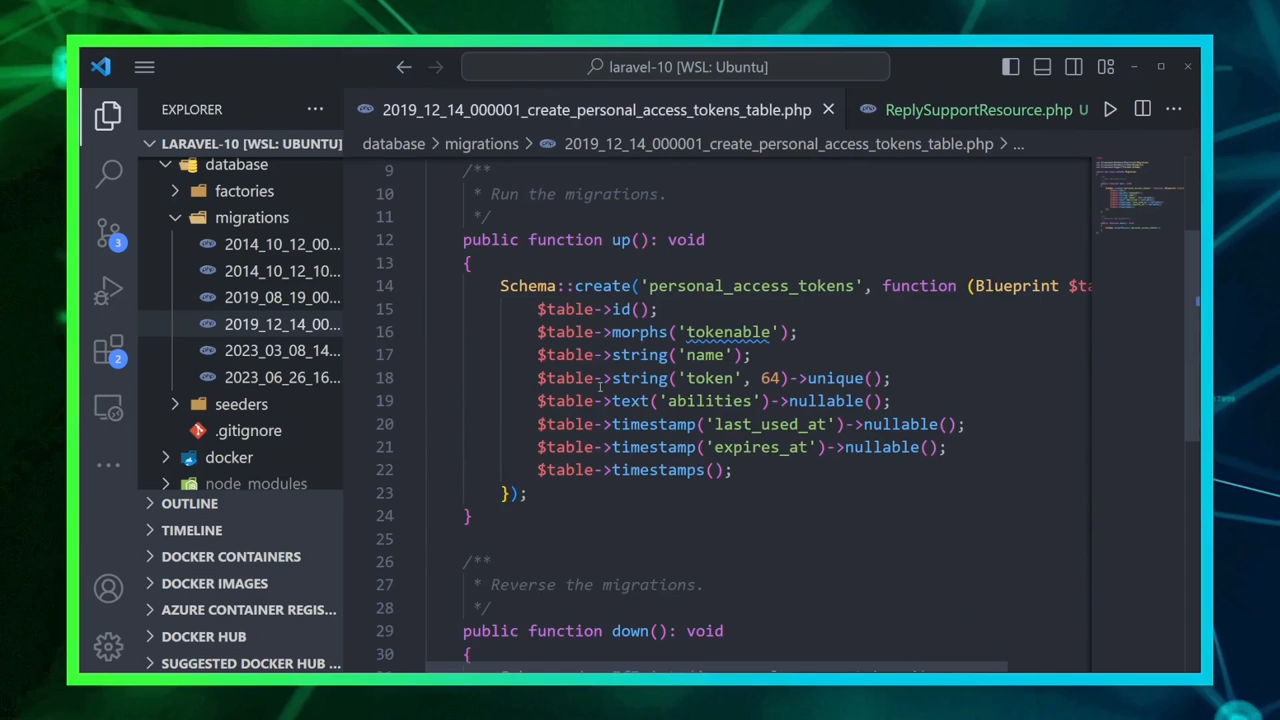 laravel-10 [WSL: Ubuntu]
EXPLORER
2019_12_14_000001_create_personal_access_tokens_table.php
ReplySupportResource.php U
LARAVEL-10 [WSL: UBUNTU]
database > migrations > 2019_12_14_000001_create_personal_access_tokens_table.php > ...
database
factories
migrations
2014_10_12_00...
2014_10_12_10...
2019_08_19_00...
2019_12_14_00...
2023_03_08_14...
2023_06_26_16...
seeders
.gitignore
docker
node_modules
OUTLINE
TIMELINE
DOCKER CONTAINERS
DOCKER IMAGES
AZURE CONTAINER REGIS...
DOCKER HUB
SUGGESTED DOCKER HUB ...
3
2
9 /**
10 * Run the migrations.
11 */
12 public function up(): void
13 {
14 Schema::create('personal_access_tokens', function (Blueprint $ta
15 $table->id();
16 $table->morphs('tokenable');
17 $table->string('name');
18 $table->string('token', 64)->unique();
19 $table->text('abilities')->nullable();
20 $table->timestamp('last_used_at')->nullable();
21 $table->timestamp('expires_at')->nullable();
22 $table->timestamps();
23 });
24 }
25
26 /**
27 * Reverse the migrations.
28 */
29 public function down(): void
30 {